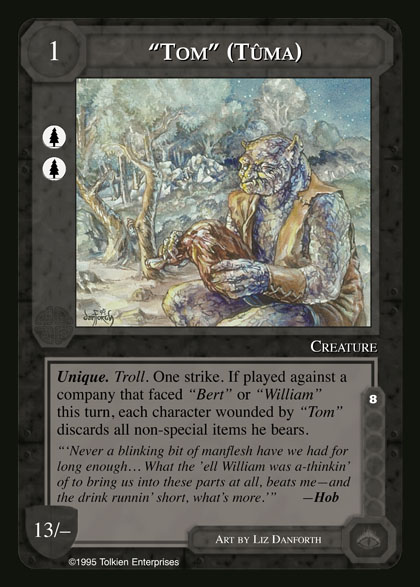 1
“TOM” (TÛMA)
CREATURE
Unique. Troll. One strike. If played against a
company that faced “Bert” or “William”
this turn, each character wounded by “Tom”
discards all non-special items he bears.
8
“‘Never a blinking bit of manflesh have we had for
long enough… What the ’ell William was a-thinkin’
of to bring us into these parts at all, beats me—and
the drink runnin’ short, what’s more.’” —Hob
13/–
ART BY LIZ DANFORTH
©1995 Tolkien Enterprises